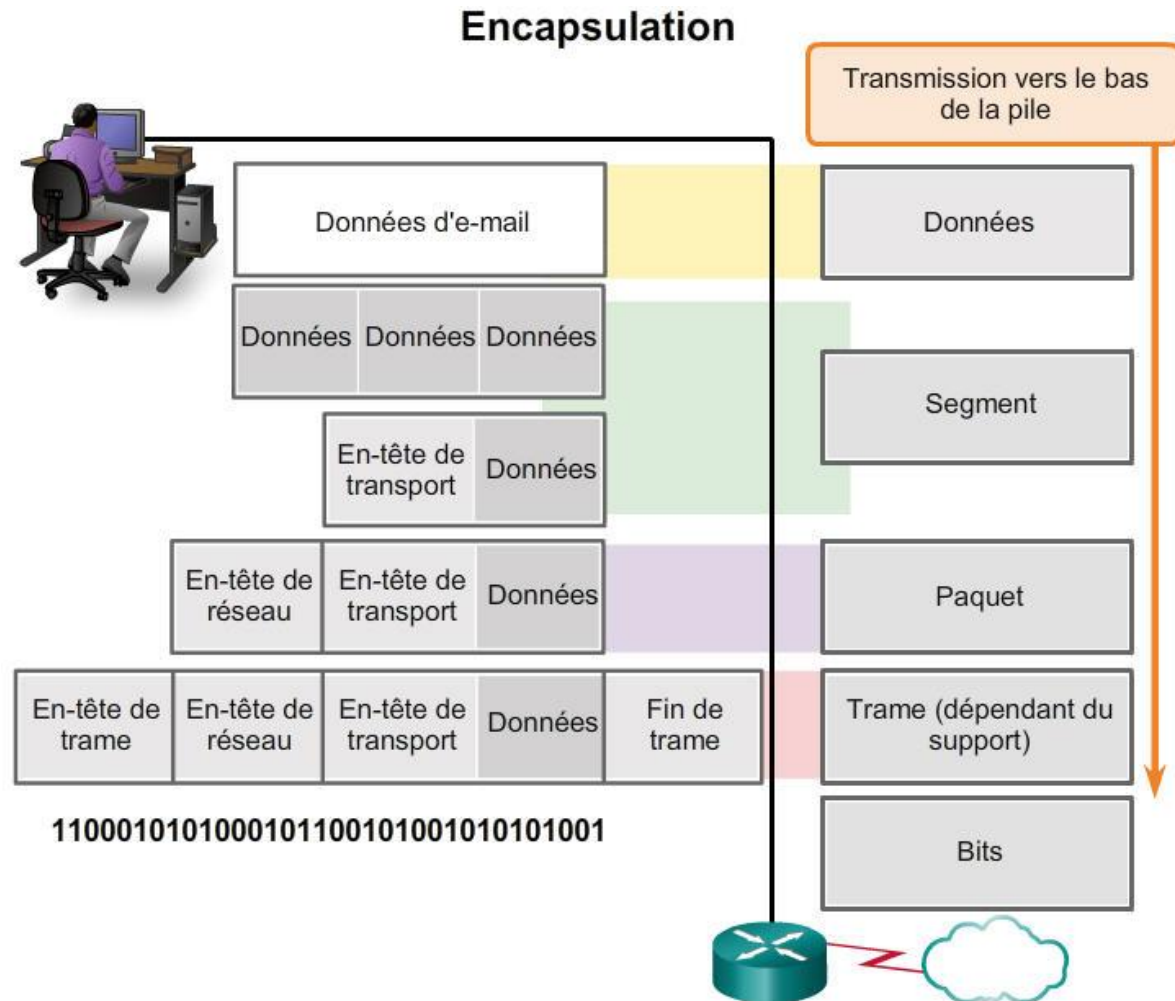 Encapsulation
Transmission vers le bas
de la pile
Données d'e-mail
Données
Données Données Données
Segment
En-tête de
transport
Données
En-tête de
réseau
En-tête de
transport
Données
Paquet
En-tête de
trame
En-tête de
réseau
En-tête de
transport
Données
Fin de
trame
Trame (dépendant du
support)
1100010101000101100101001010101001
Bits